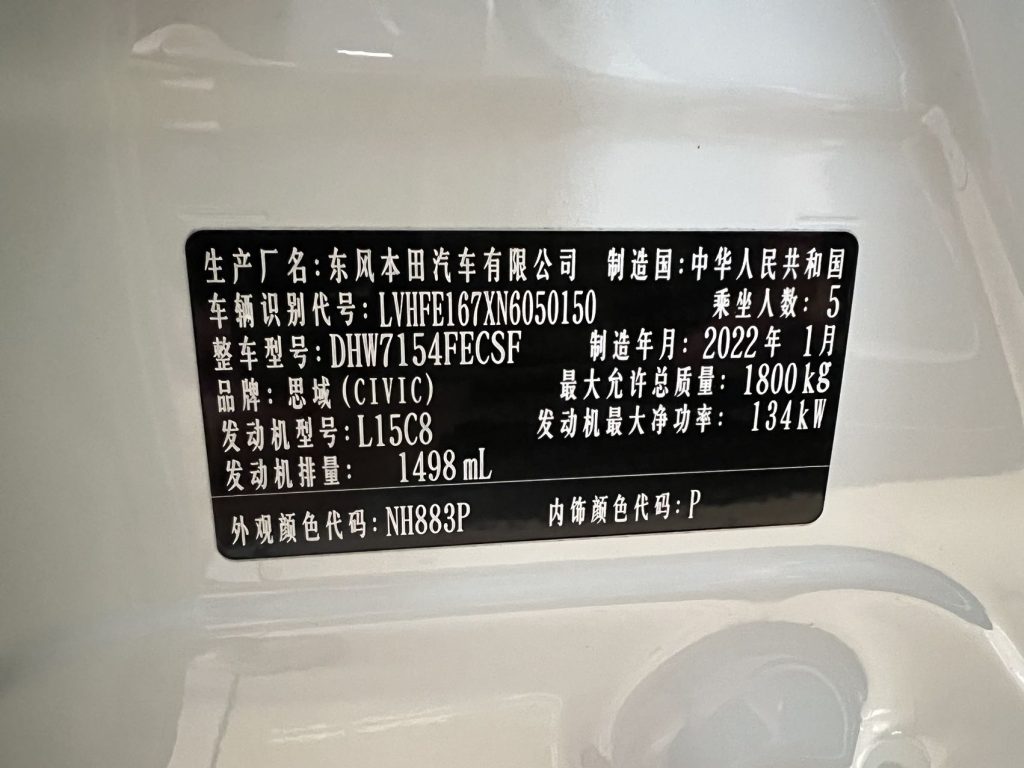 生产厂名:东风本田汽车有限公司 制造国:中华人民共和国
车辆识别代号:LVHFE167XN6050150 乘坐人数:5
整车型号:DHW7154FECSF 制造年月:2022年 1月
品牌:思域(CIVIC) 最大允许总质量:1800kg
发动机型号:L15C8 发动机最大净功率:134kW
发动机排量: 1498mL
外观颜色代码:NH883P 内饰颜色代码:P